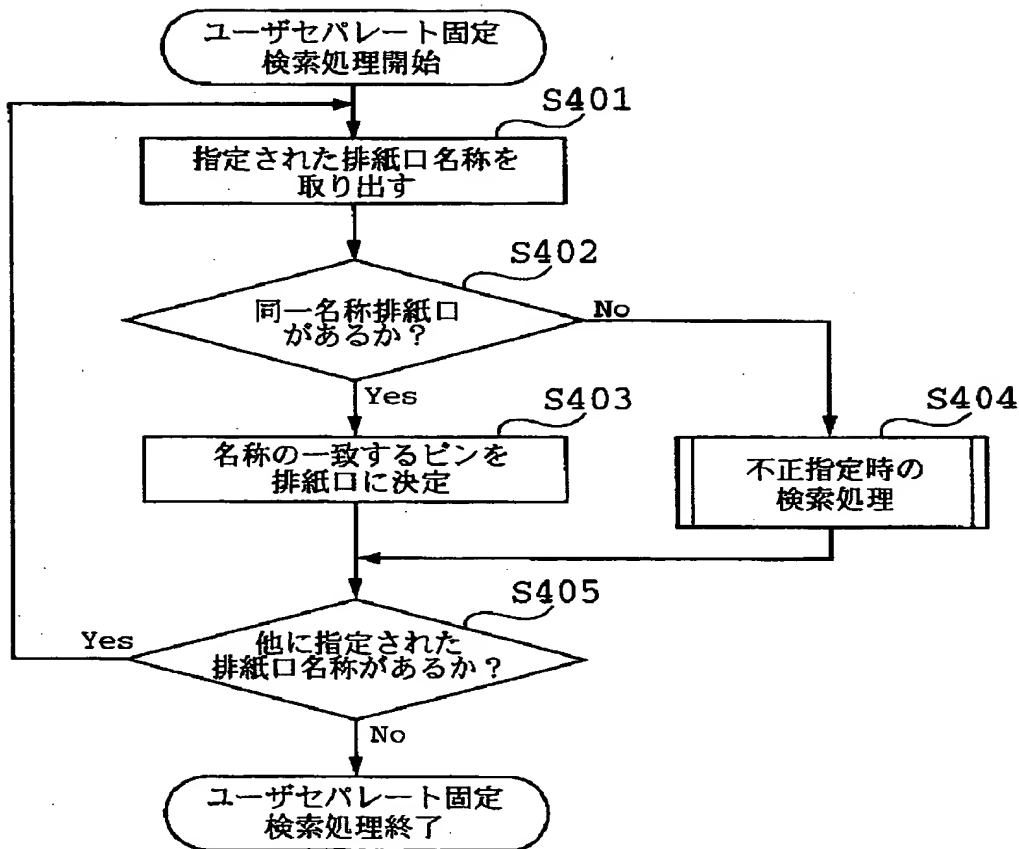 ユーザセパレート固定
検索処理開始
S401
指定された排紙口名称を
取り出す
S402
同一名称排紙口
があるか？
No
Yes
S403
名称の一致するビンを
排紙口に決定
S404
不正指定時の
検索処理
S405
Yes
他に指定された
排紙口名称があるか？
No
ユーザセパレート固定
検索処理終了